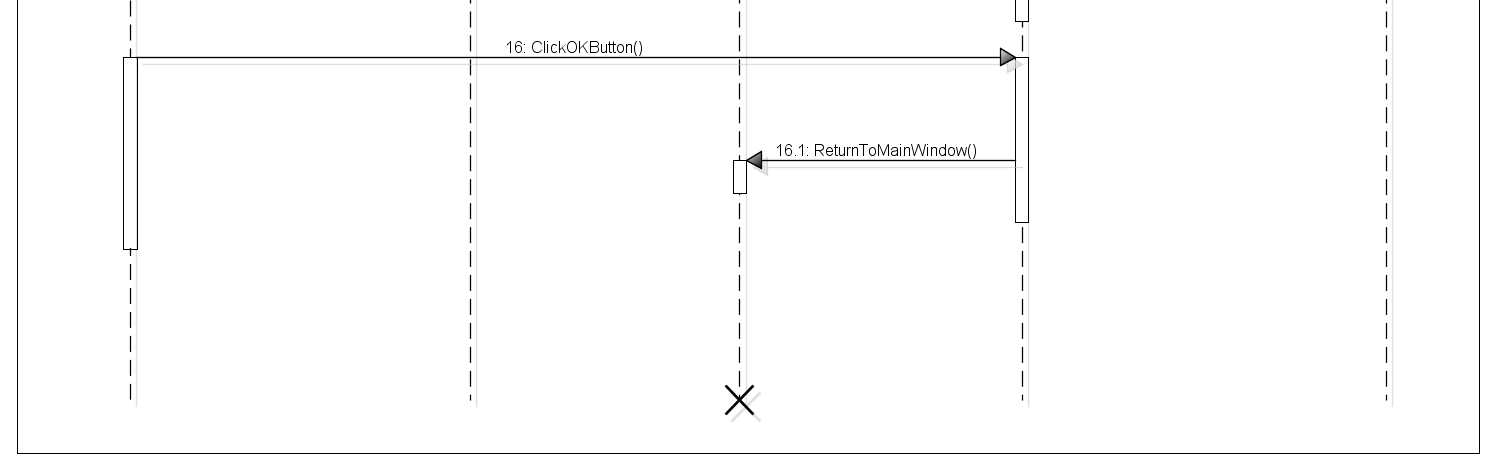 16: ClickOKButton()
16.1: ReturnToMainWindow()